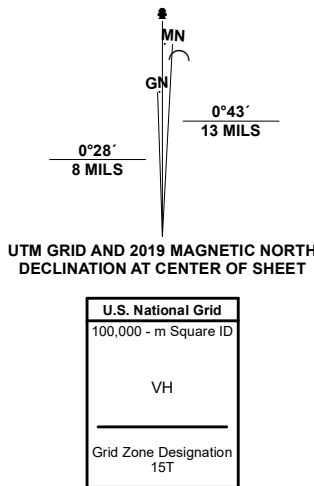 MN
GN
0°43´
13 MILS
0°28´
8 MILS
UTM GRID AND 2019 MAGNETIC NORTH
DECLINATION AT CENTER OF SHEET
U.S. National Grid
100,000 - m Square ID
VH
Grid Zone Designation
15T